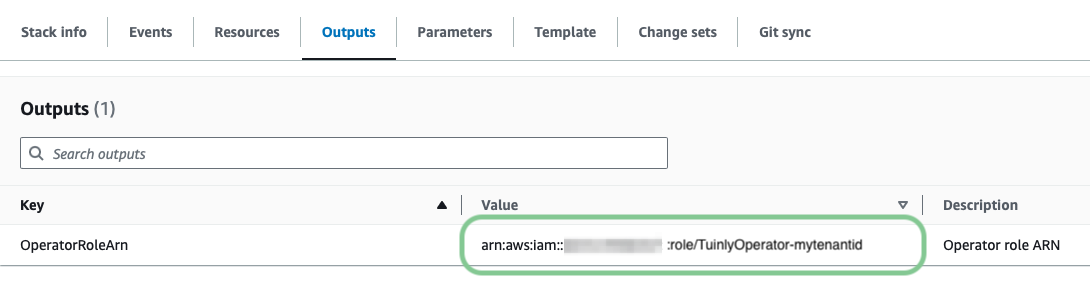 Stack info Events Resources Outputs Parameters Template Change sets Git sync
Outputs (1)
Search outputs
Key Value Description
OperatorRoleArn arn:aws:iam:: :role/TuinlyOperator-mytenantid Operator role ARN